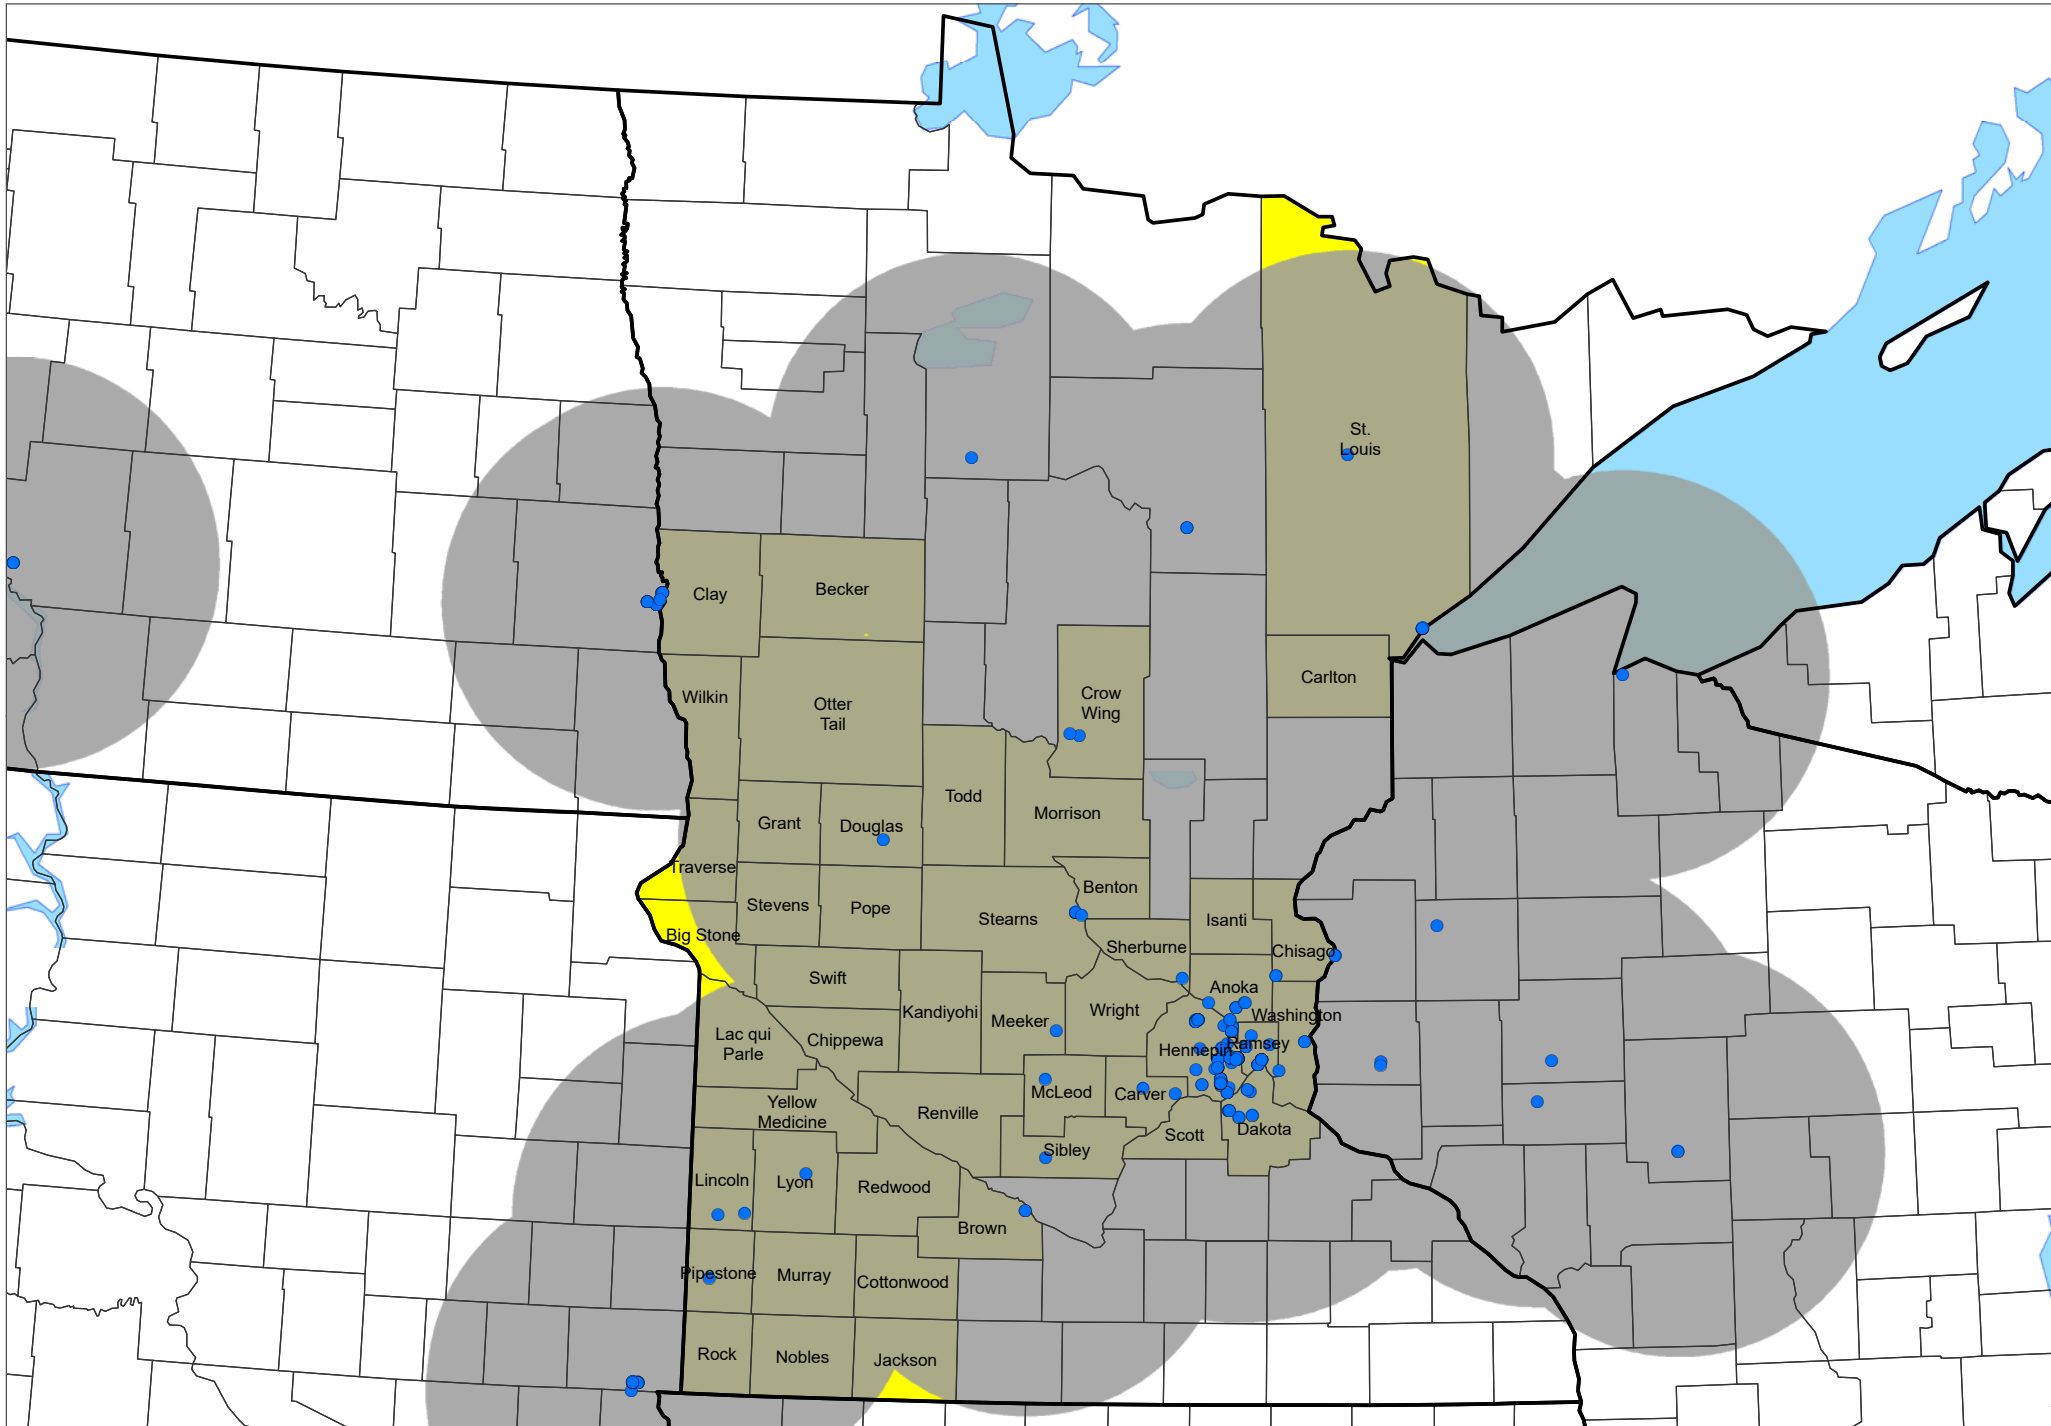 St.
Louis
Clay
Becker
Carlton
Wilkin
Otter
Tail
Crow
Wing
Todd
Morrison
Grant
Douglas
Traverse
Benton
Stevens
Pope
Stearns
Isanti
Big Stone
Sherburne
Chisago
Swift
Anoka
Kandiyohi
Meeker
Wright
Washington
Lac qui
Parle
Chippewa
Hennepin
Ramsey
McLeod
Carver
Yellow
Medicine
Renville
Scott
Dakota
Sibley
Lincoln
Lyon
Redwood
Brown
Pipestone
Murray
Cottonwood
Rock
Nobles
Jackson